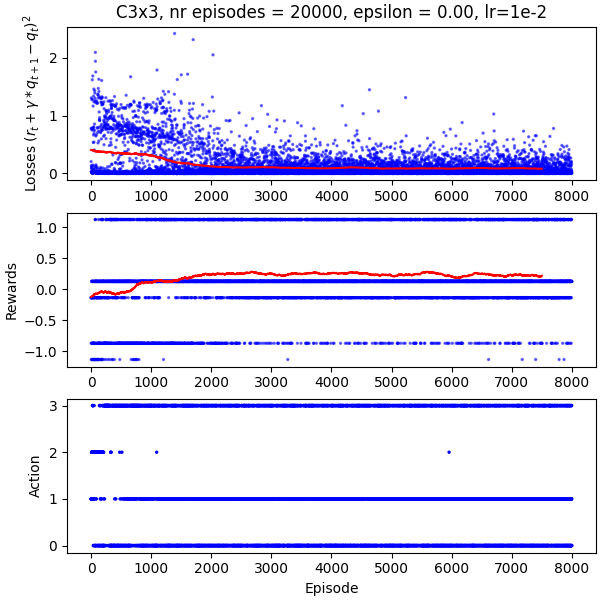 C3x3, nr episodes = 20000, epsilon = 0.00, lr=1e-2
Losses (r_t + γ * q_{t+1} − q_t)^2
2
1
0
0 1000 2000 3000 4000 5000 6000 7000 8000
Rewards
1.0
0.5
0.0
−0.5
−1.0
0 1000 2000 3000 4000 5000 6000 7000 8000
Action
3
2
1
0
0 1000 2000 3000 4000 5000 6000 7000 8000
Episode